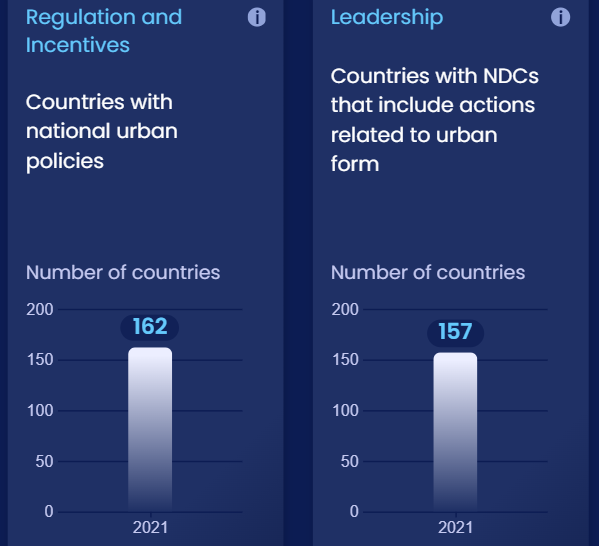 Regulation and
Incentives
Countries with
national urban
policies
Number of countries
200
162
150
100
50
0
2021
Leadership
Countries with NDCs
that include actions
related to urban
form
Number of countries
200
157
150
100
50
0
2021